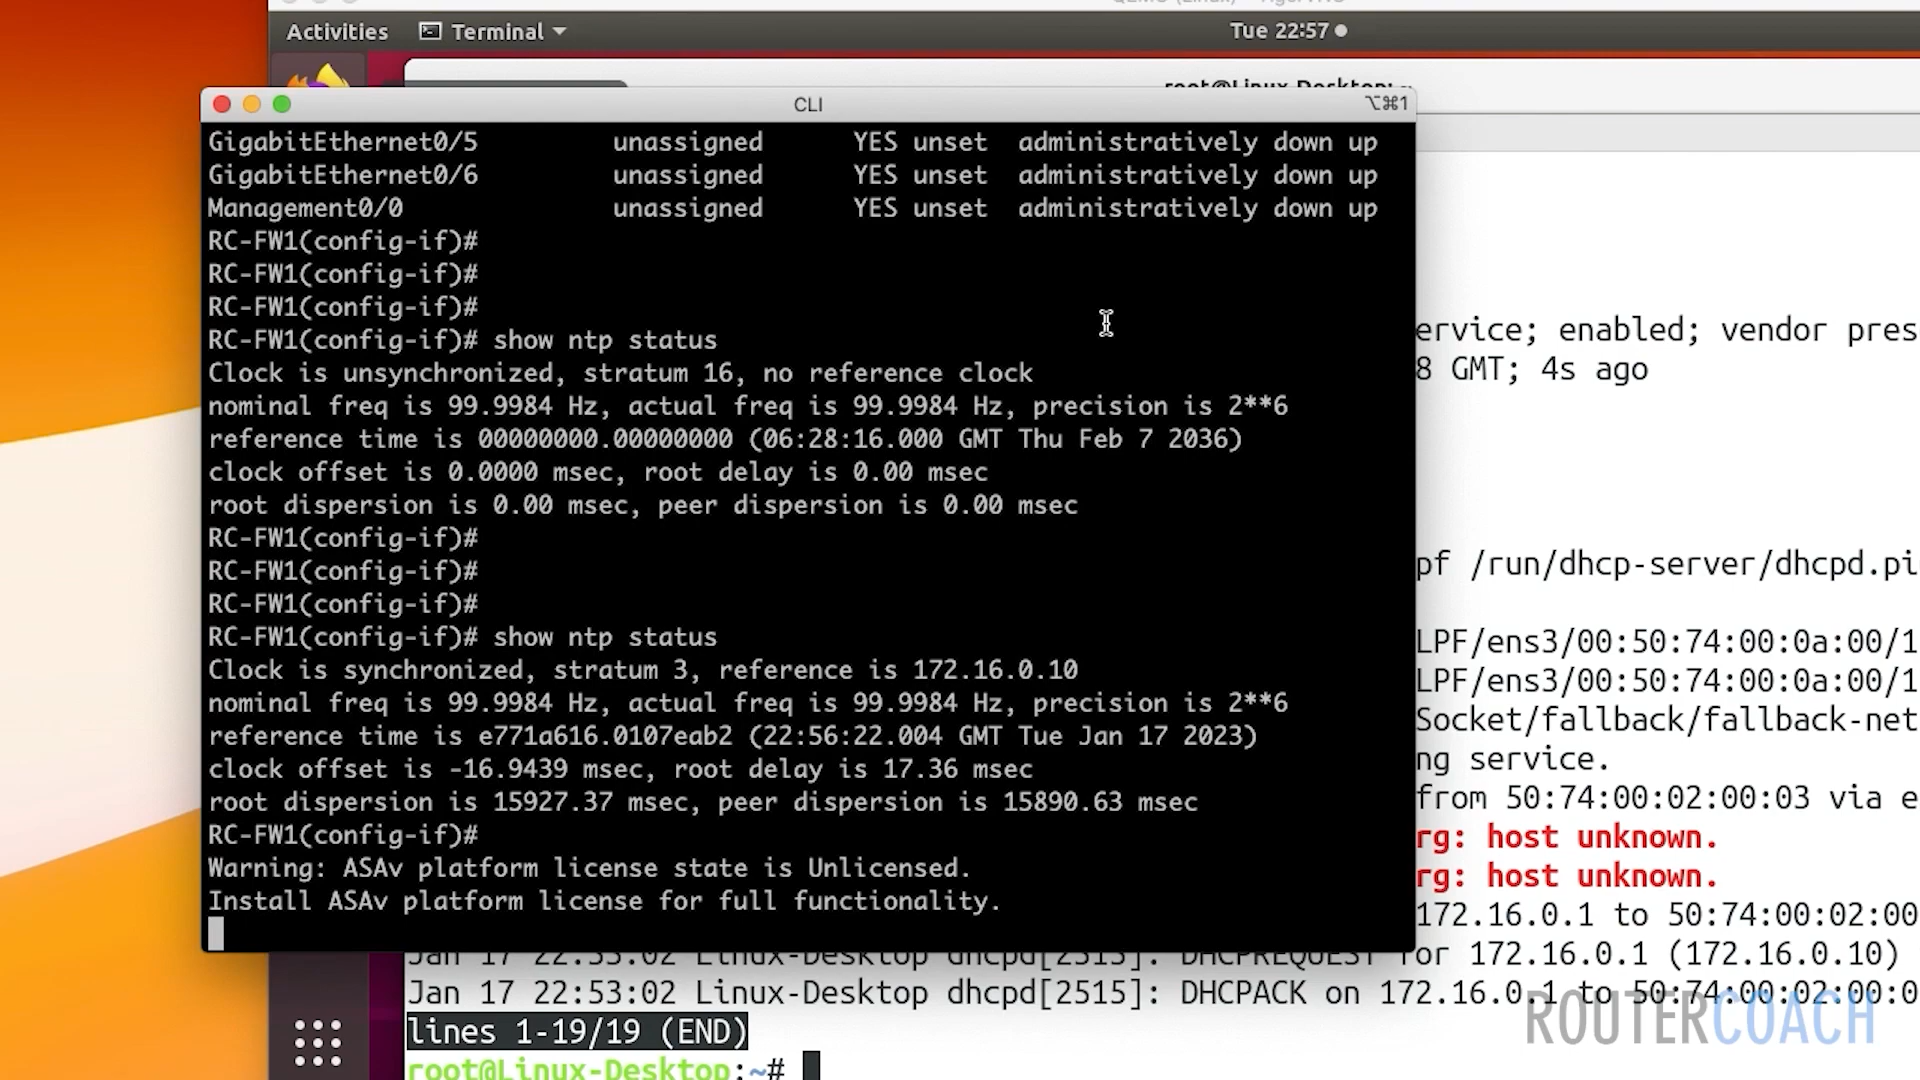 Activities Terminal Tue 22:57
root@Linux-Desktop: ~
CLI ⌥⌘1
GigabitEthernet0/5 unassigned YES unset administratively down up
GigabitEthernet0/6 unassigned YES unset administratively down up
Management0/0 unassigned YES unset administratively down up
RC-FW1(config-if)#
RC-FW1(config-if)#
RC-FW1(config-if)#
RC-FW1(config-if)# show ntp status
Clock is unsynchronized, stratum 16, no reference clock
nominal freq is 99.9984 Hz, actual freq is 99.9984 Hz, precision is 2**6
reference time is 00000000.00000000 (06:28:16.000 GMT Thu Feb 7 2036)
clock offset is 0.0000 msec, root delay is 0.00 msec
root dispersion is 0.00 msec, peer dispersion is 0.00 msec
RC-FW1(config-if)#
RC-FW1(config-if)#
RC-FW1(config-if)#
RC-FW1(config-if)# show ntp status
Clock is synchronized, stratum 3, reference is 172.16.0.10
nominal freq is 99.9984 Hz, actual freq is 99.9984 Hz, precision is 2**6
reference time is e771a616.0107eab2 (22:56:22.004 GMT Tue Jan 17 2023)
clock offset is -16.9439 msec, root delay is 17.36 msec
root dispersion is 15927.37 msec, peer dispersion is 15890.63 msec
RC-FW1(config-if)#
Warning: ASAv platform license state is Unlicensed.
Install ASAv platform license for full functionality.
ervice; enabled; vendor pres
8 GMT; 4s ago
pf /run/dhcp-server/dhcpd.pi
LPF/ens3/00:50:74:00:0a:00/1
LPF/ens3/00:50:74:00:0a:00/1
Socket/fallback/fallback-net
ng service.
from 50:74:00:02:00:03 via e
rg: host unknown.
rg: host unknown.
172.16.0.1 to 50:74:00:02:00
Jan 17 22:53:02 Linux-Desktop dhcpd[2515]: DHCPREQUEST for 172.16.0.1 (172.16.0.10)
Jan 17 22:53:02 Linux-Desktop dhcpd[2515]: DHCPACK on 172.16.0.1 to 50:74:00:02:00:0
lines 1-19/19 (END)
root@Linux-Desktop:~#
ROUTERCOACH